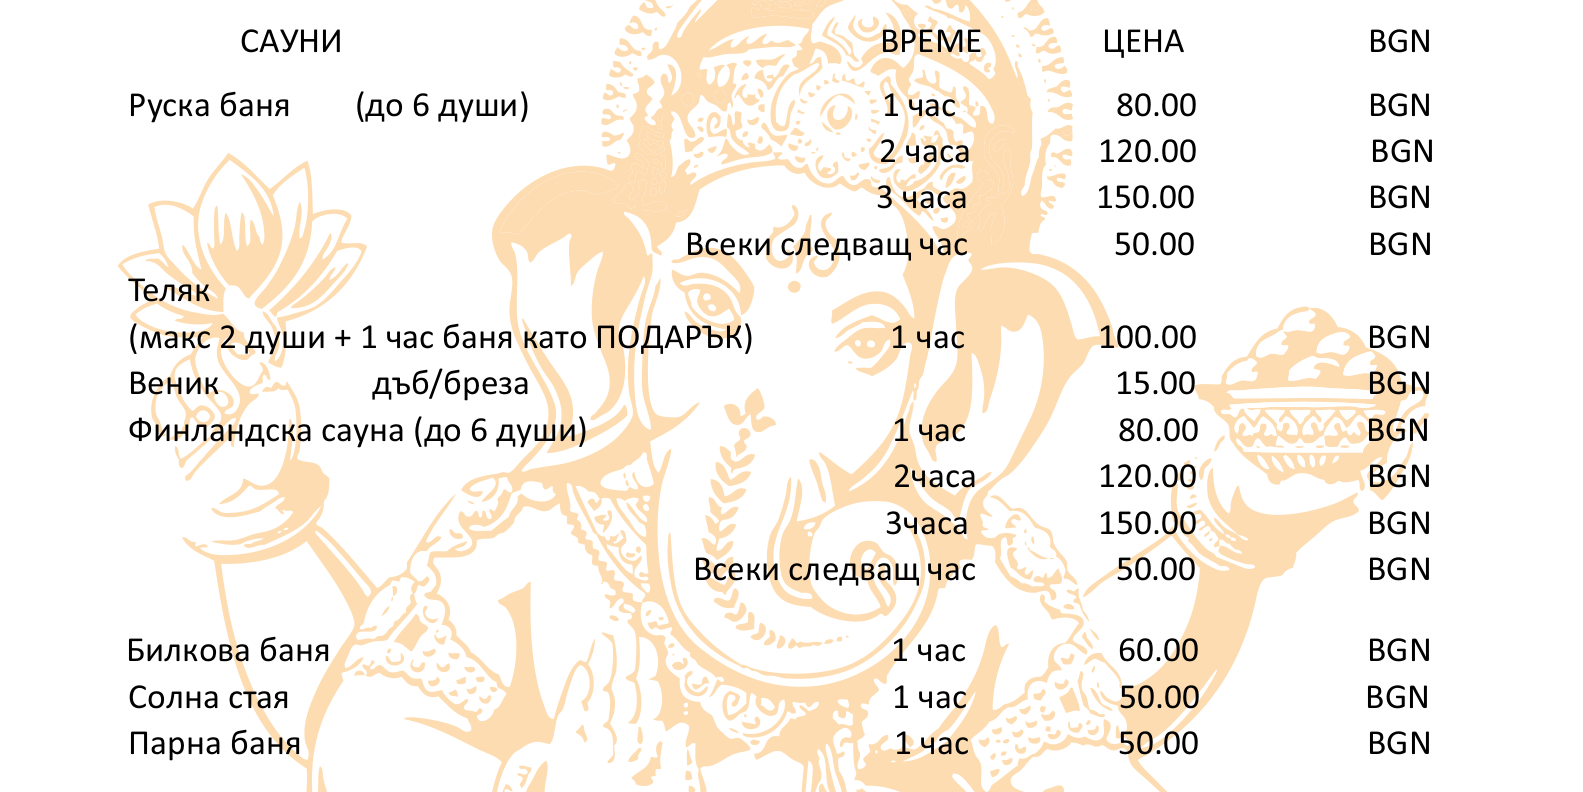 САУНИ ВРЕМЕ ЦЕНА BGN
Руска баня (до 6 души) 1 час 80.00 BGN
2 часа 120.00 BGN
3 часа 150.00 BGN
Всеки следващ час 50.00 BGN
Теляк
(макс 2 души + 1 час баня като ПОДАРЪК) 1 час 100.00 BGN
Веник дъб/бреза 15.00 BGN
Финландска сауна (до 6 души) 1 час 80.00 BGN
2часа 120.00 BGN
3часа 150.00 BGN
Всеки следващ час 50.00 BGN
Билкова баня 1 час 60.00 BGN
Солна стая 1 час 50.00 BGN
Парна баня 1 час 50.00 BGN